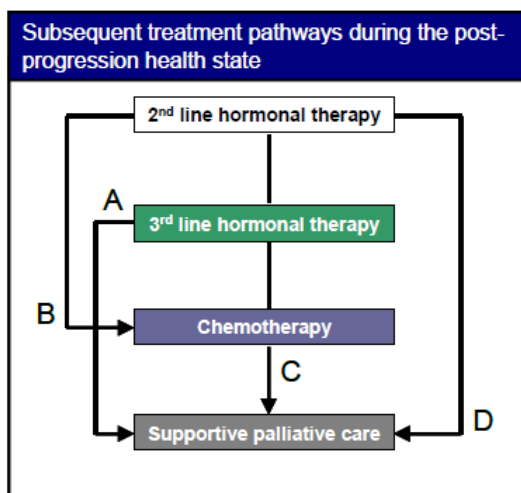 Subsequent treatment pathways during the post-
progression health state
2nd line hormonal therapy
A
3rd line hormonal therapy
B
Chemotherapy
C
D
Supportive palliative care